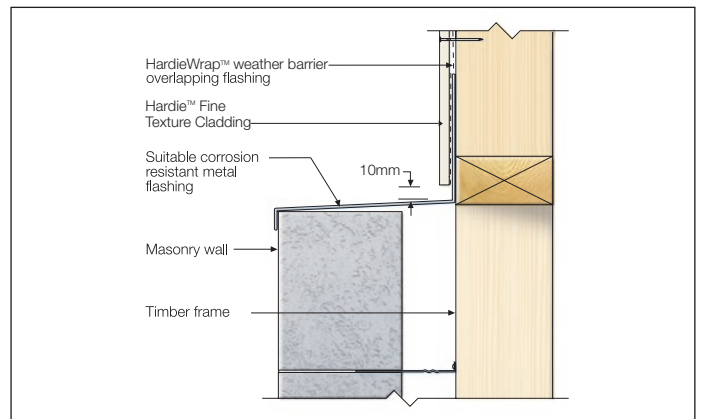 HardieWrap™ weather barrier
overlapping flashing
Hardie™ Fine
Texture Cladding
Suitable corrosion
resistant metal
flashing
10mm
Masonry wall
Timber frame